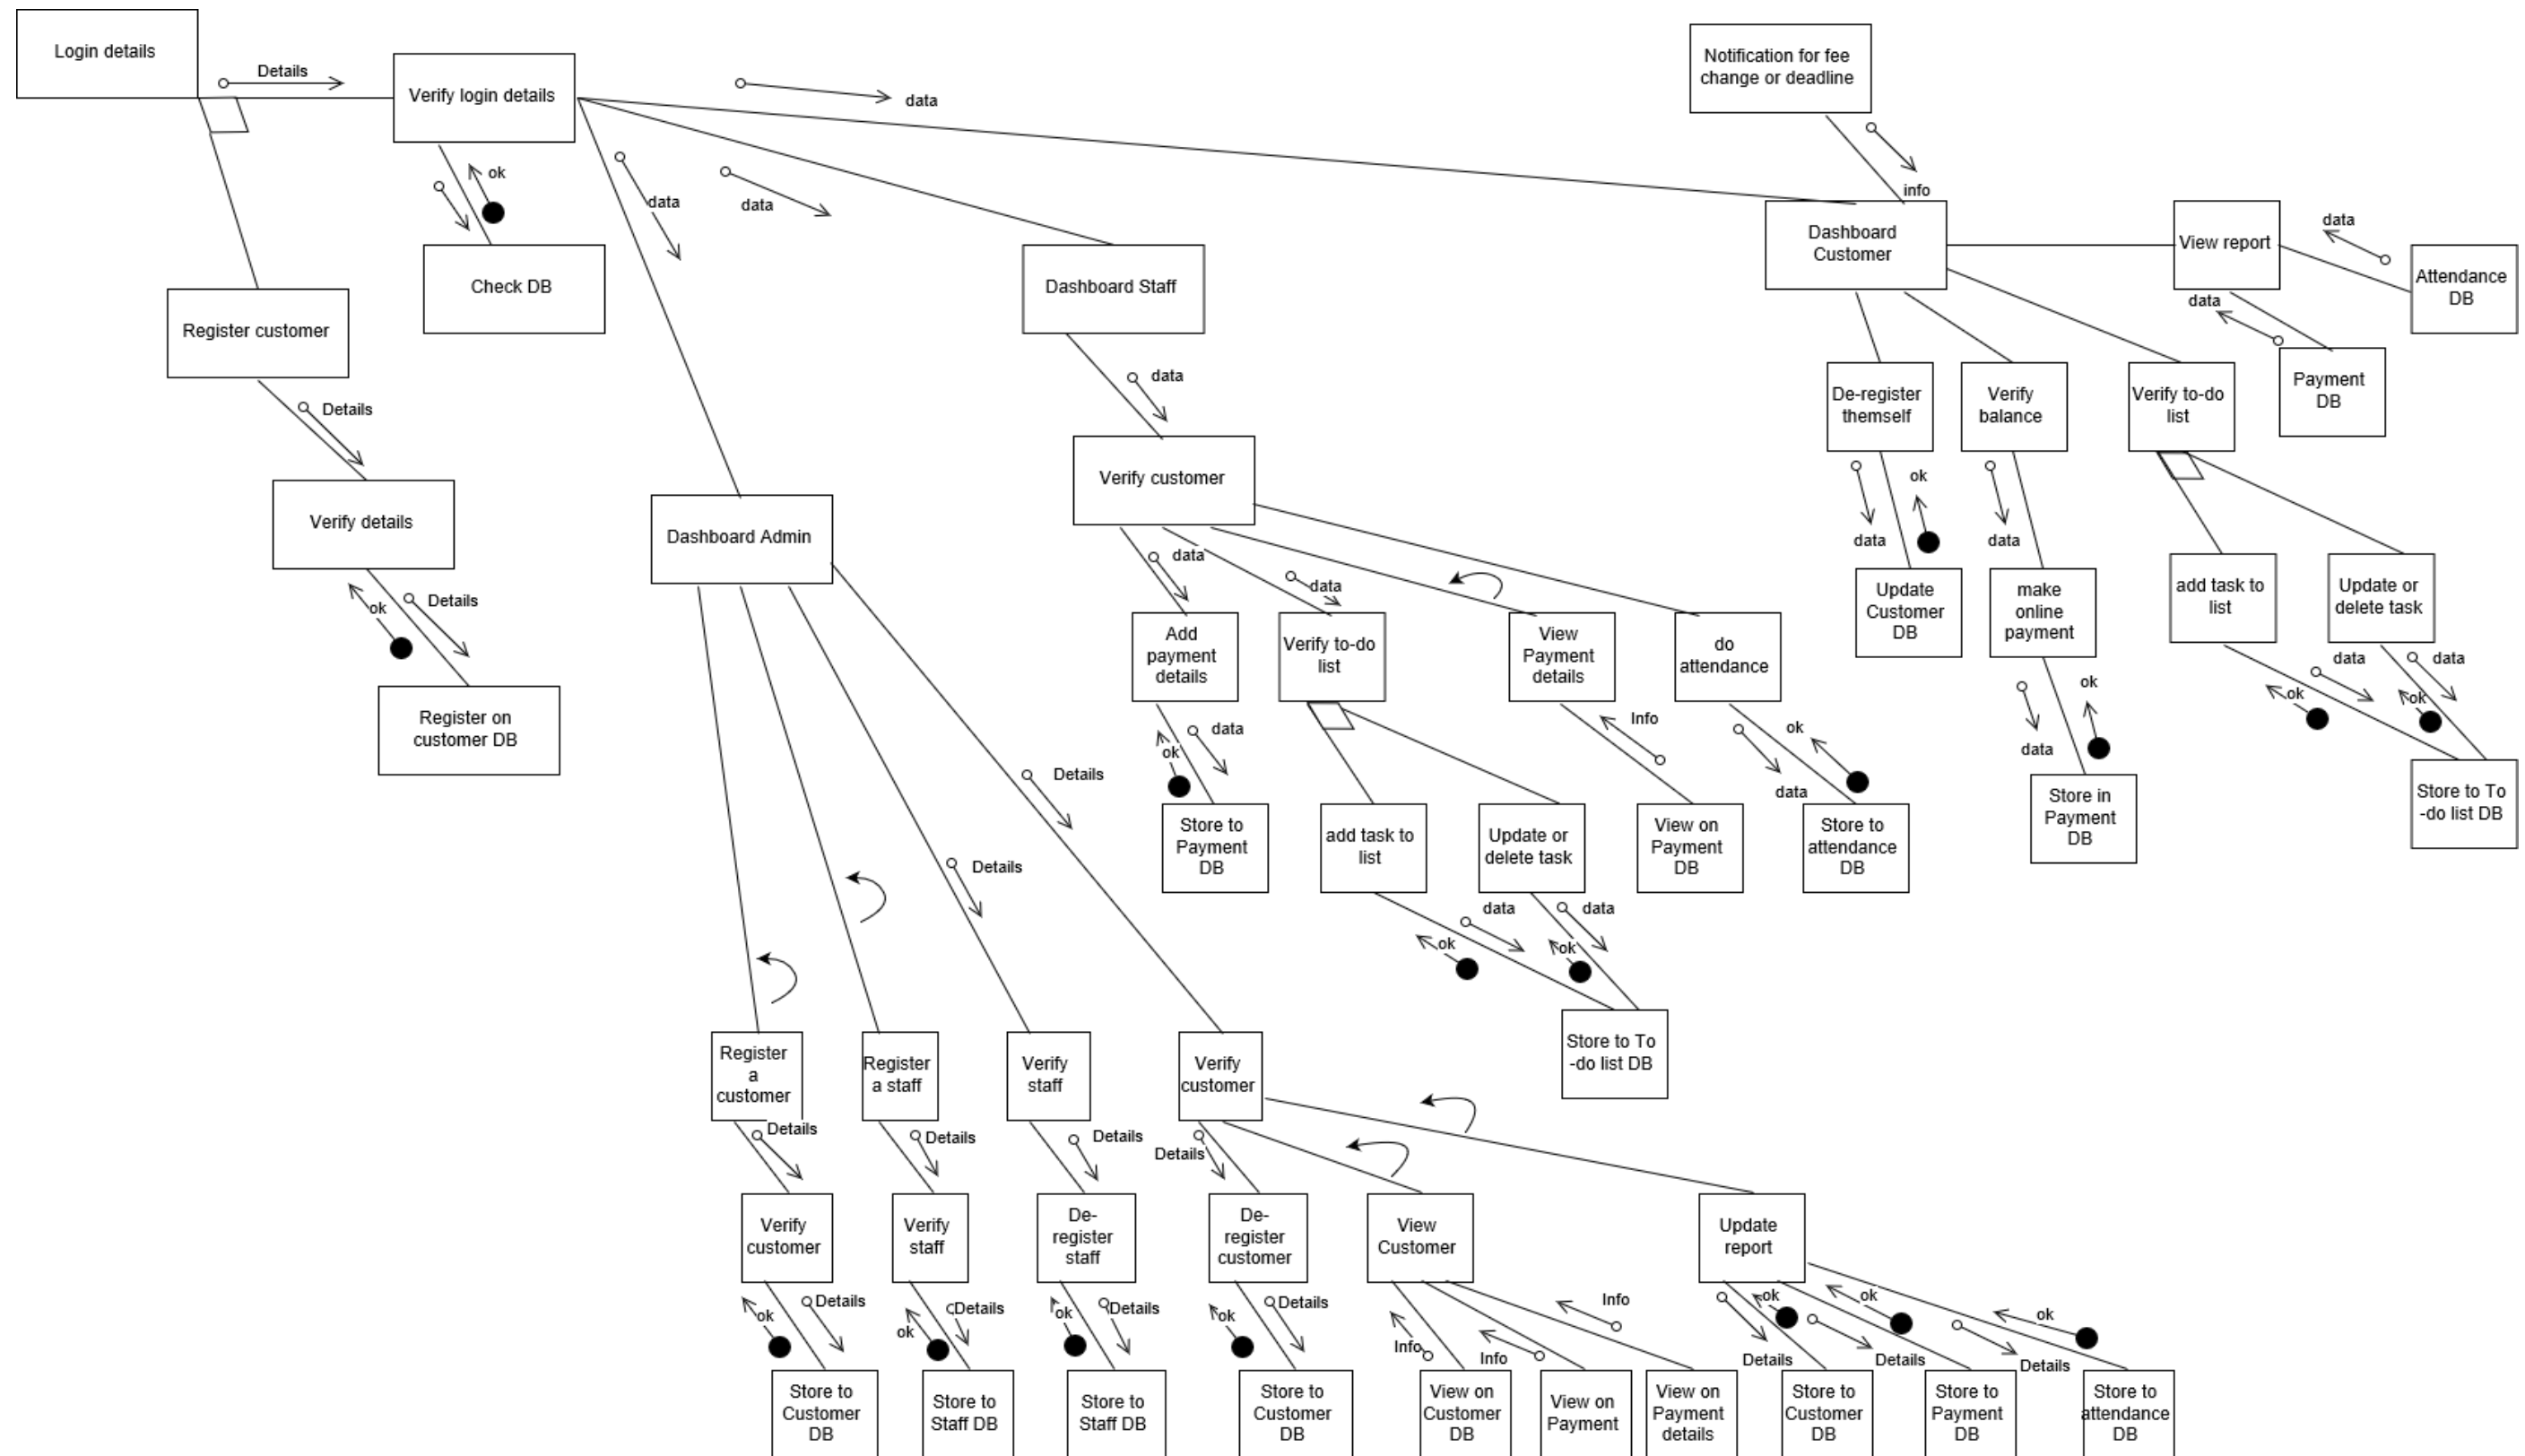 Login details
Details
Verify login details
data
Notification for fee
change or deadline
info
ok
data
data
Check DB
Dashboard Staff
Dashboard
Customer
View report
data
Attendance
DB
data
Payment
DB
Register customer
Details
Verify details
ok
Details
Register on
customer DB
data
Verify customer
De-register
themself
Verify
balance
Verify to-do
list
ok
data
data
Update
Customer
DB
make
online
payment
add task to
list
Update or
delete task
data
ok
data
ok
ok
data
Store in
Payment
DB
Store to To
-do list DB
Dashboard Admin
data
data
Add
payment
details
Verify to-do
list
View
Payment
details
do
attendance
ok
data
Info
ok
data
Store to
Payment
DB
add task to
list
Update or
delete task
View on
Payment
DB
Store to
attendance
DB
data
ok
data
ok
Store to To
-do list DB
Details
Details
Register
a
customer
Register
a staff
Verify
staff
Verify
customer
Details
Details
Details
Details
Verify
customer
Verify
staff
De-
register
staff
De-
register
customer
View
Customer
Update
report
ok
Details
ok
Details
ok
Details
ok
Details
Info
Info
Info
ok
Details
ok
Details
ok
Details
Store to
Customer
DB
Store to
Staff DB
Store to
Staff DB
Store to
Customer
DB
View on
Customer
DB
View on
Payment
View on
Payment
details
Store to
Customer
DB
Store to
Payment
DB
Store to
attendance
DB